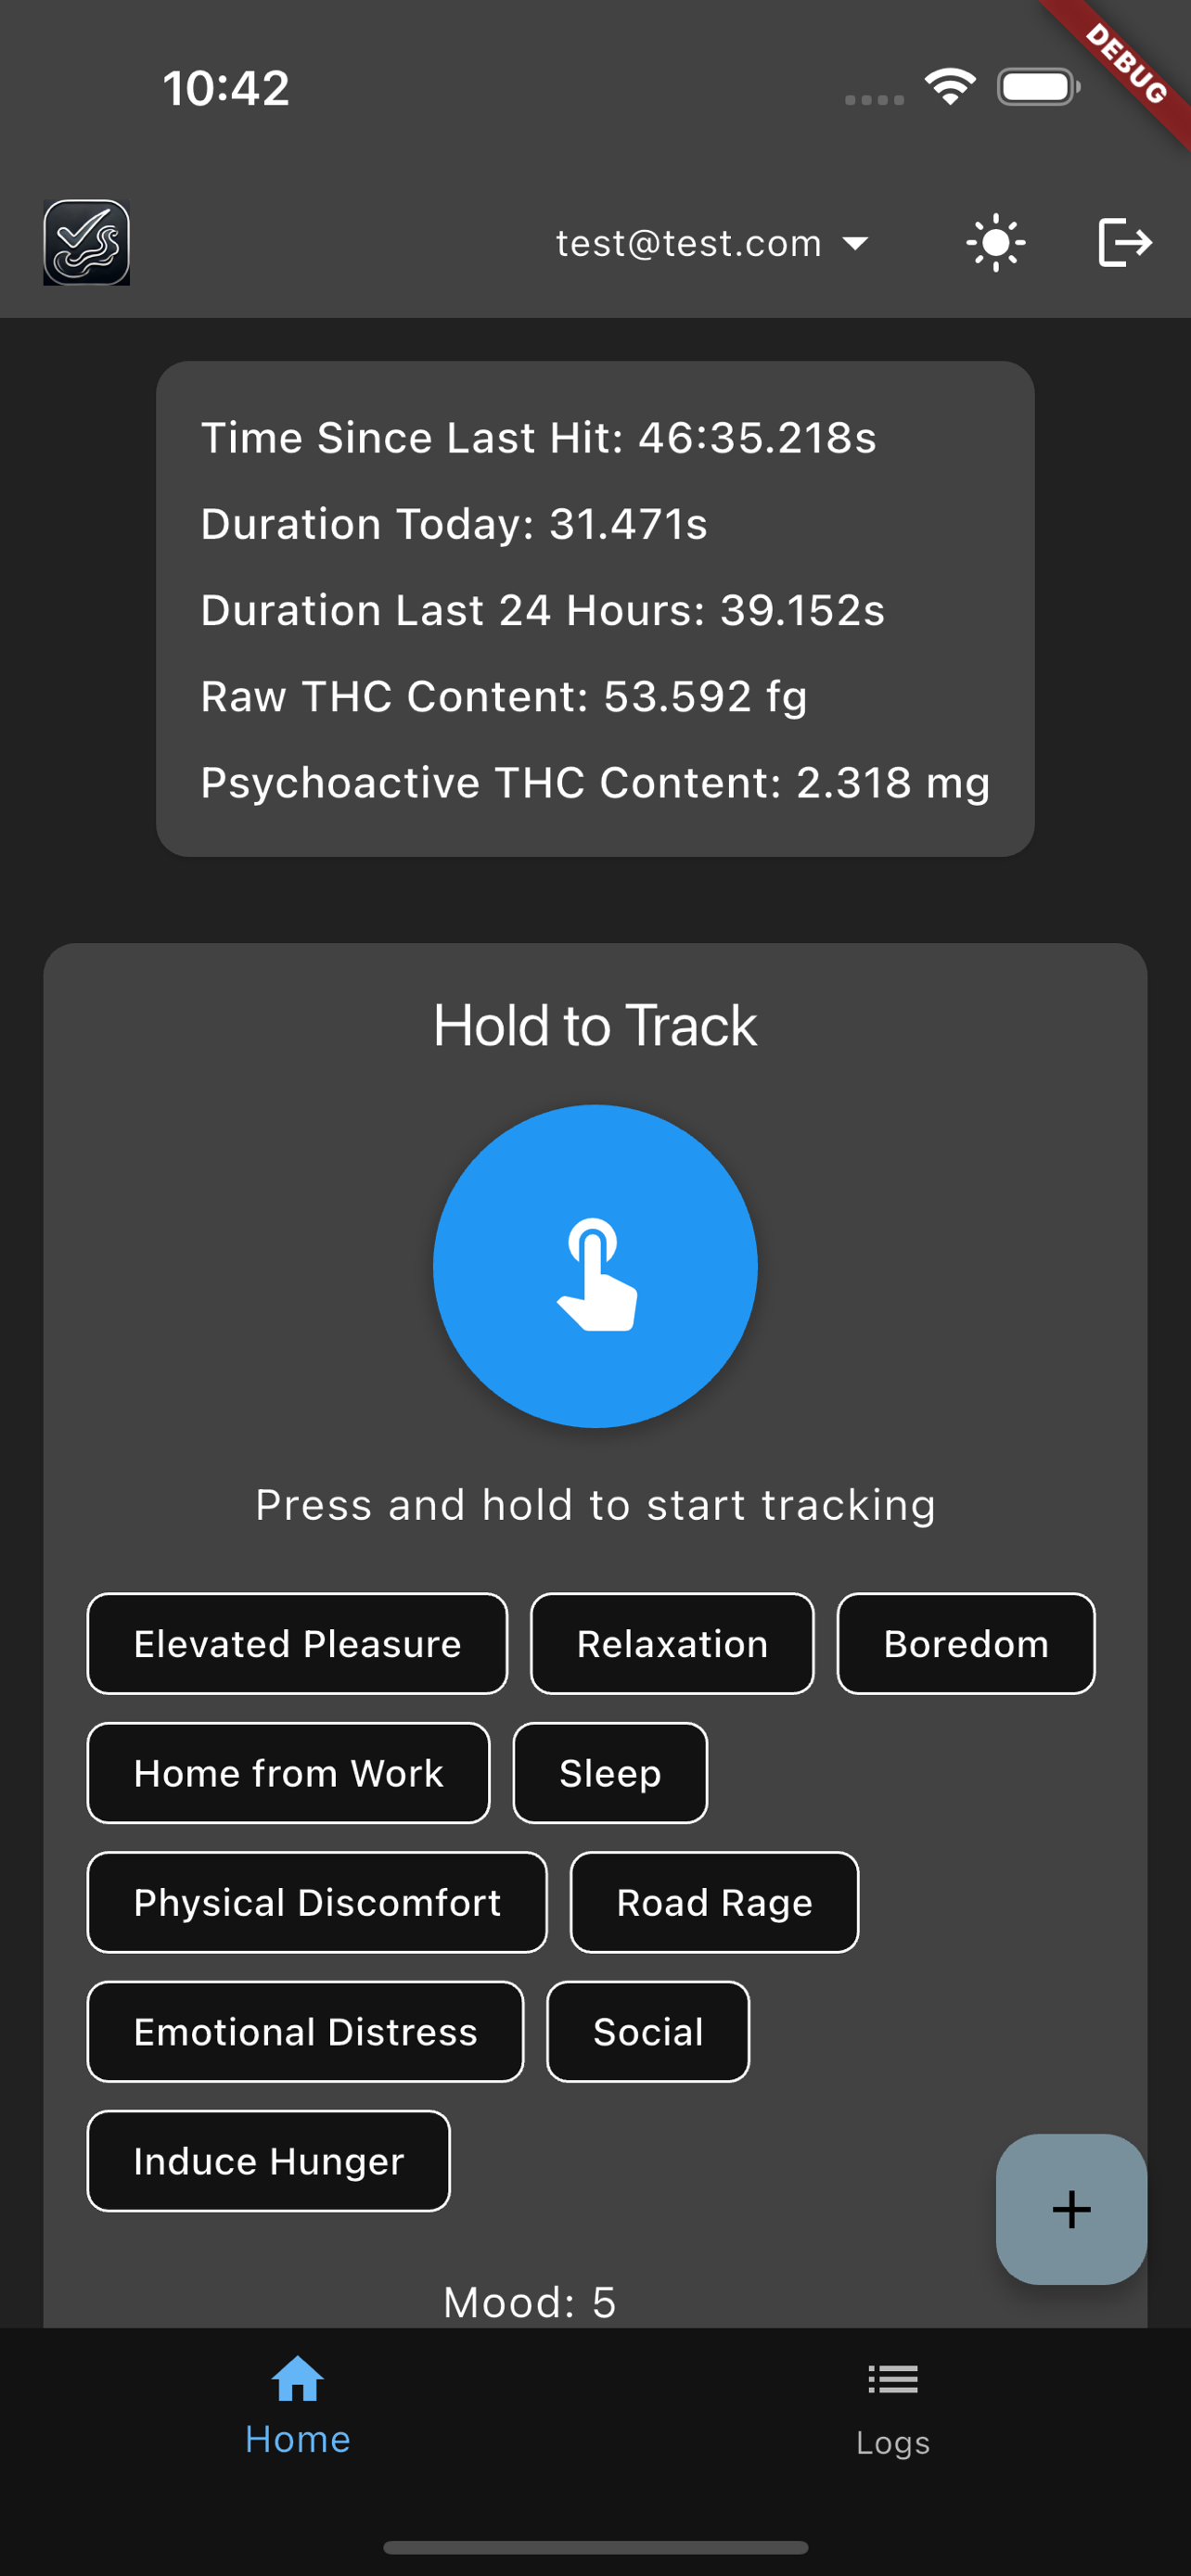 10:42
DEBUG
test@test.com
Time Since Last Hit: 46:35.218s
Duration Today: 31.471s
Duration Last 24 Hours: 39.152s
Raw THC Content: 53.592 fg
Psychoactive THC Content: 2.318 mg
Hold to Track
Press and hold to start tracking
Elevated Pleasure Relaxation Boredom
Home from Work Sleep
Physical Discomfort Road Rage
Emotional Distress Social
Induce Hunger
Mood: 5
Home Logs